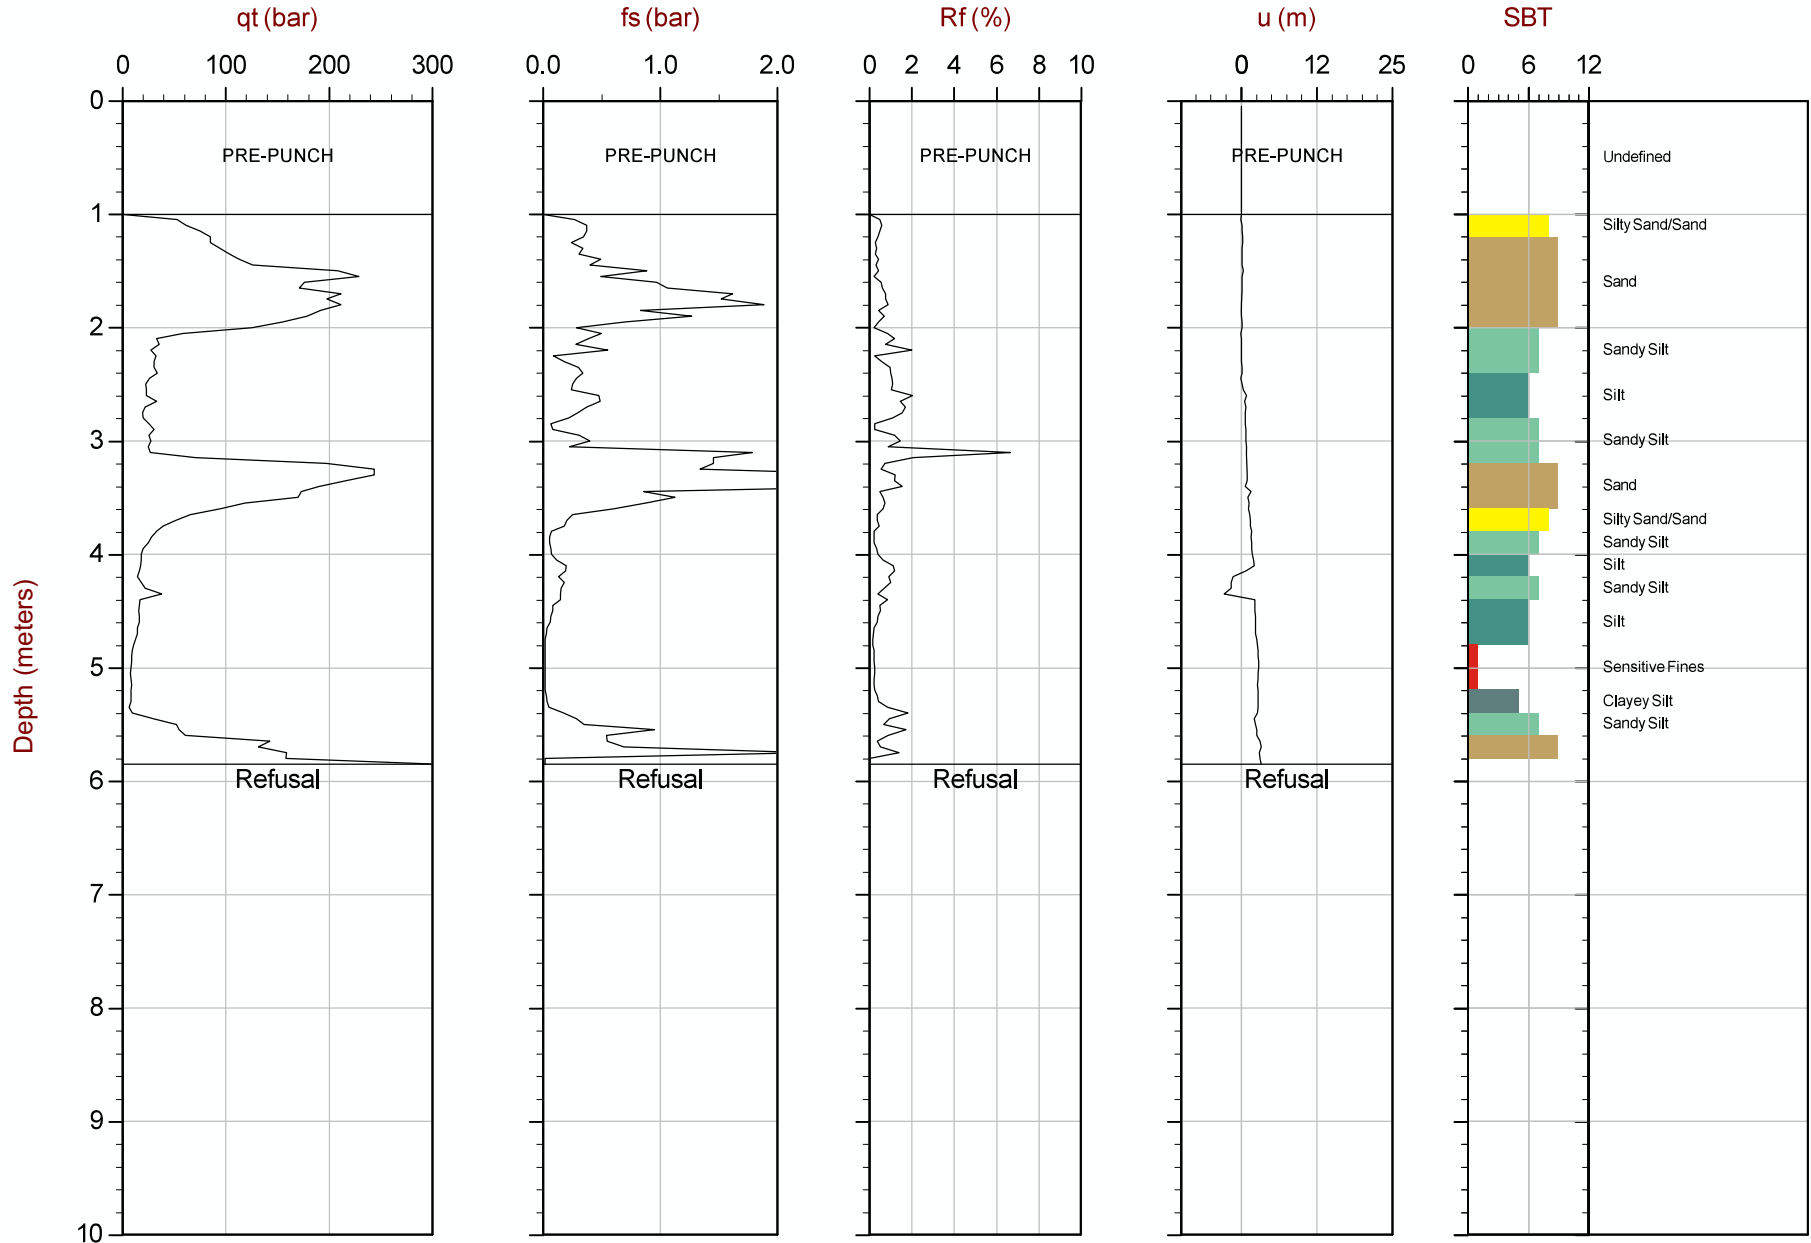 qt (bar) fs (bar) Rf (%) u (m) SBT
0 100 200 300 0.0 1.0 2.0 0 2 4 6 8 10 0 12 25 0 6 12
0
PRE-PUNCH PRE-PUNCH PRE-PUNCH PRE-PUNCH Undefined
1
Silty Sand/Sand
Sand
2
Sandy Silt
Silt
3
Sandy Silt
Sand
Silty Sand/Sand
Sandy Silt
4
Silt
Sandy Silt
Silt
5
Sensitive Fines
Clayey Silt
Sandy Silt
Depth (meters)
Refusal Refusal Refusal Refusal
6
7
8
9
10